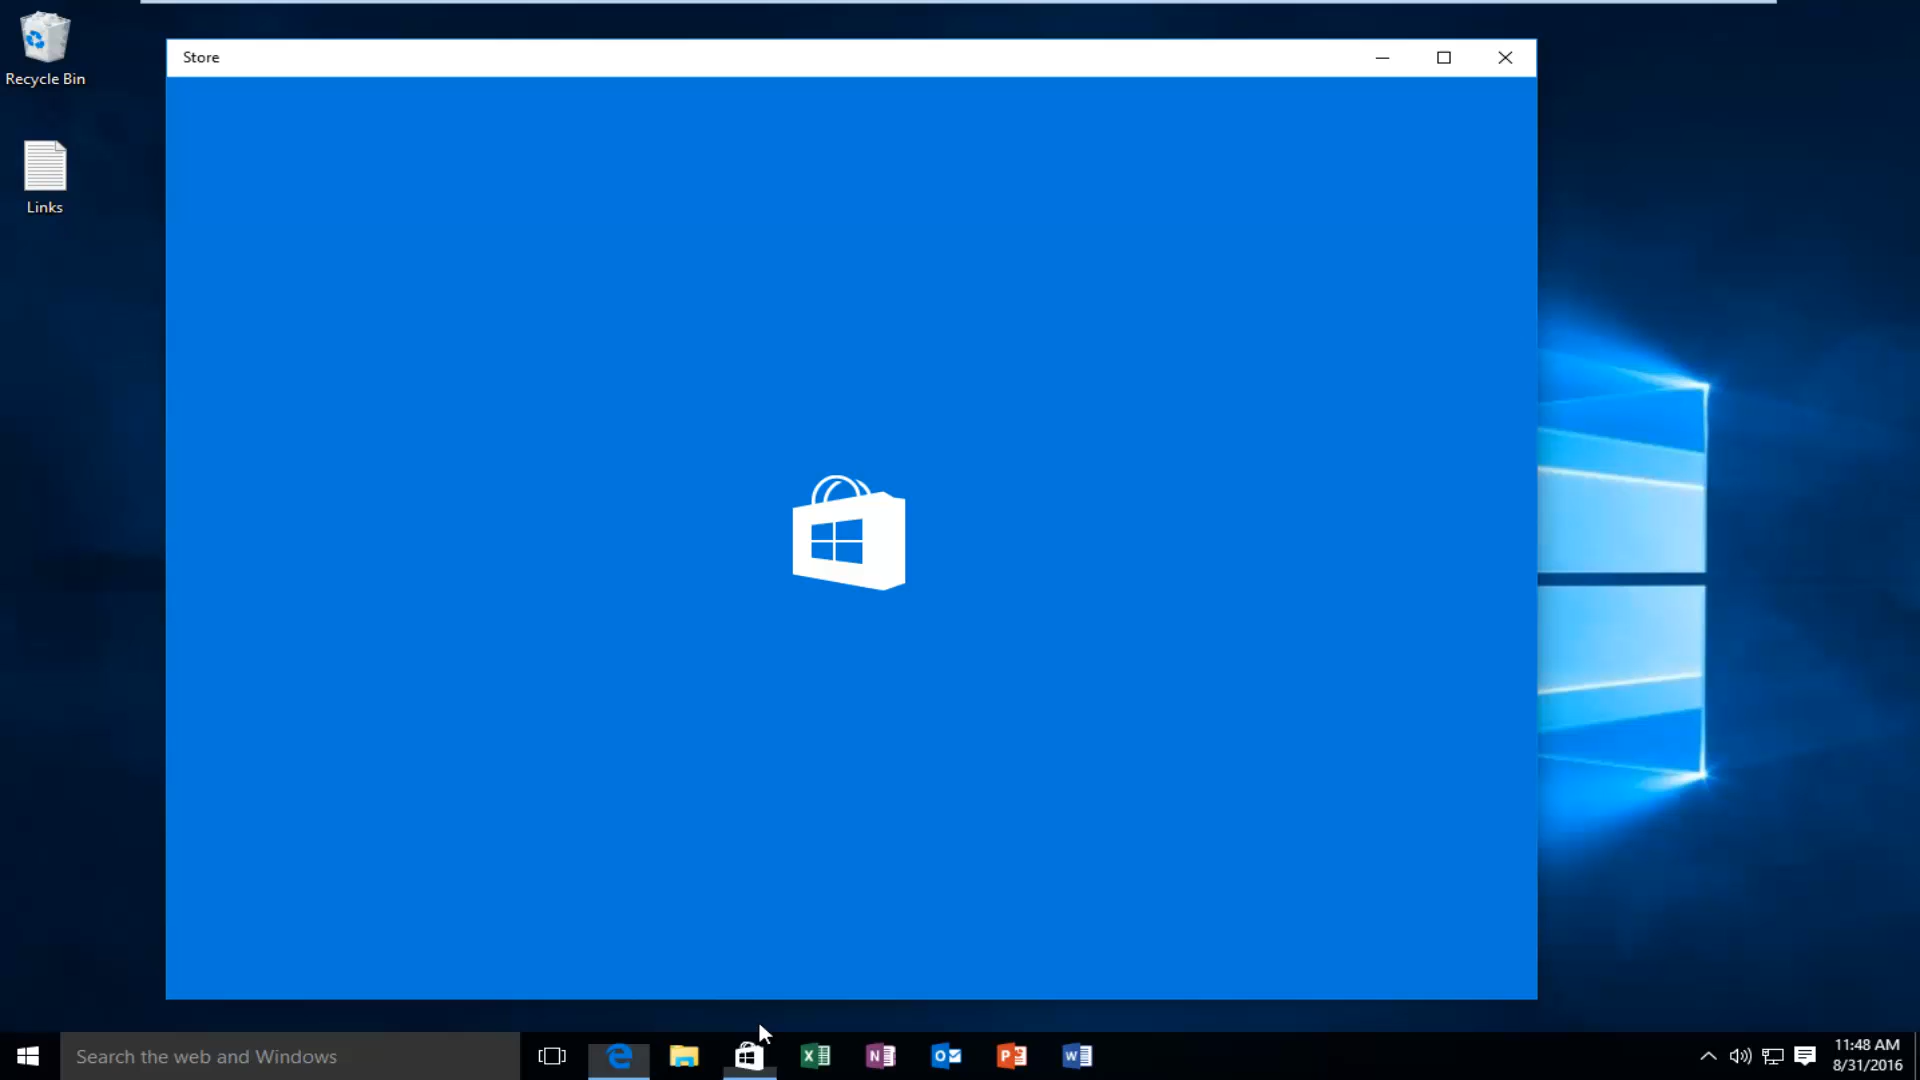 Recycle Bin
Links
Store
Search the web and Windows
11:48 AM
8/31/2016